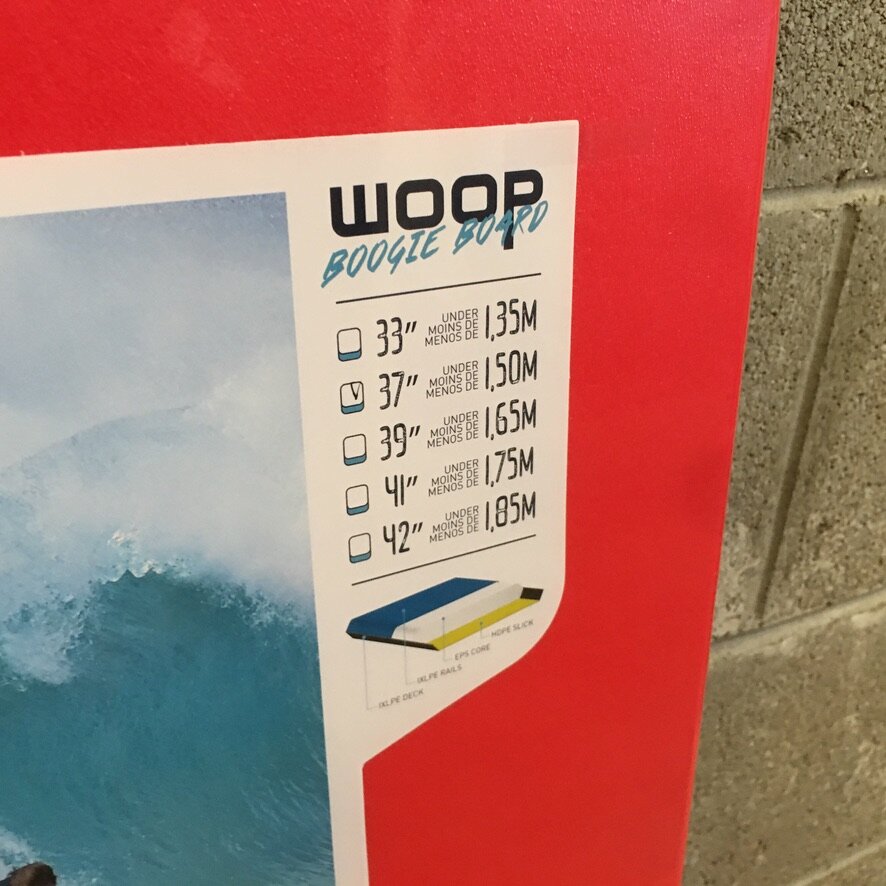 WOOP
BOOGIE BOARD
33" UNDER MOINS DE MENOS DE 1,35M
37" UNDER MOINS DE MENOS DE 1,50M
39" UNDER MOINS DE MENOS DE 1,65M
41" UNDER MOINS DE MENOS DE 1,75M
42" UNDER MOINS DE MENOS DE 1,85M
HDPE SLICK
EPS CORE
IXLPE RAILS
IXLPE DECK